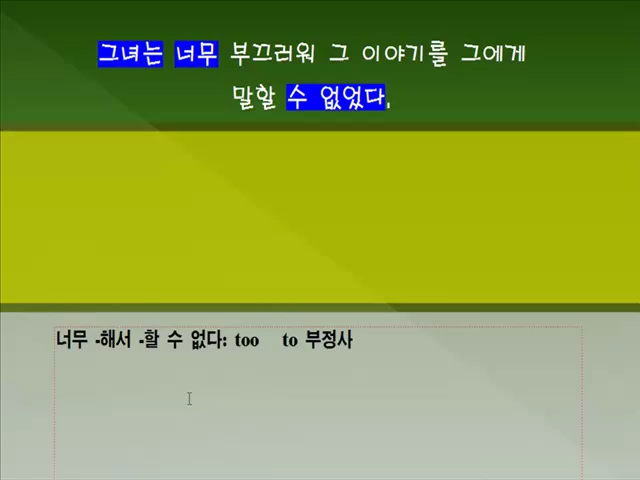 그녀는 너무 부끄러워 그 이야기를 그에게
말할 수 없었다.
너무 -해서 -할 수 없다: too to 부정사